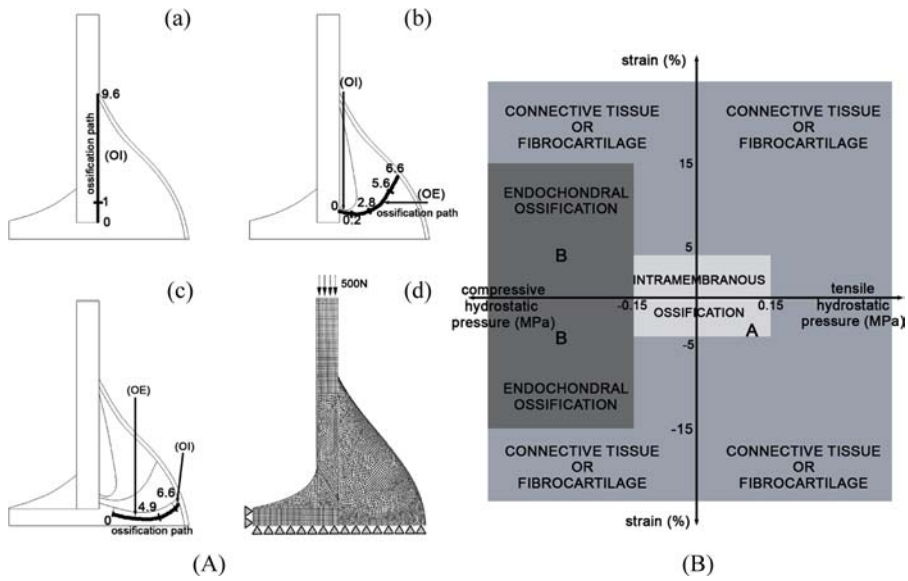 (a)
9.6
ossification path
(OI)
1
0
(b)
(OI)
6.6
5.6
(OE)
2.8
0
0.2
ossification path
(c)
(OE)
(OI)
6.6
4.9
0
ossification path
(d)
500N
(A)
strain (%)
CONNECTIVE TISSUE
OR
FIBROCARTILAGE
CONNECTIVE TISSUE
OR
FIBROCARTILAGE
15
ENDOCHONDRAL
OSSIFICATION
B
5
INTRAMEMBRANOUS
compressive
hydrostatic
pressure (MPa)
-0.15
0.15
tensile
hydrostatic
pressure (MPa)
OSSIFICATION
A
B
-5
ENDOCHONDRAL
OSSIFICATION
-15
CONNECTIVE TISSUE
OR
FIBROCARTILAGE
CONNECTIVE TISSUE
OR
FIBROCARTILAGE
strain (%)
(B)